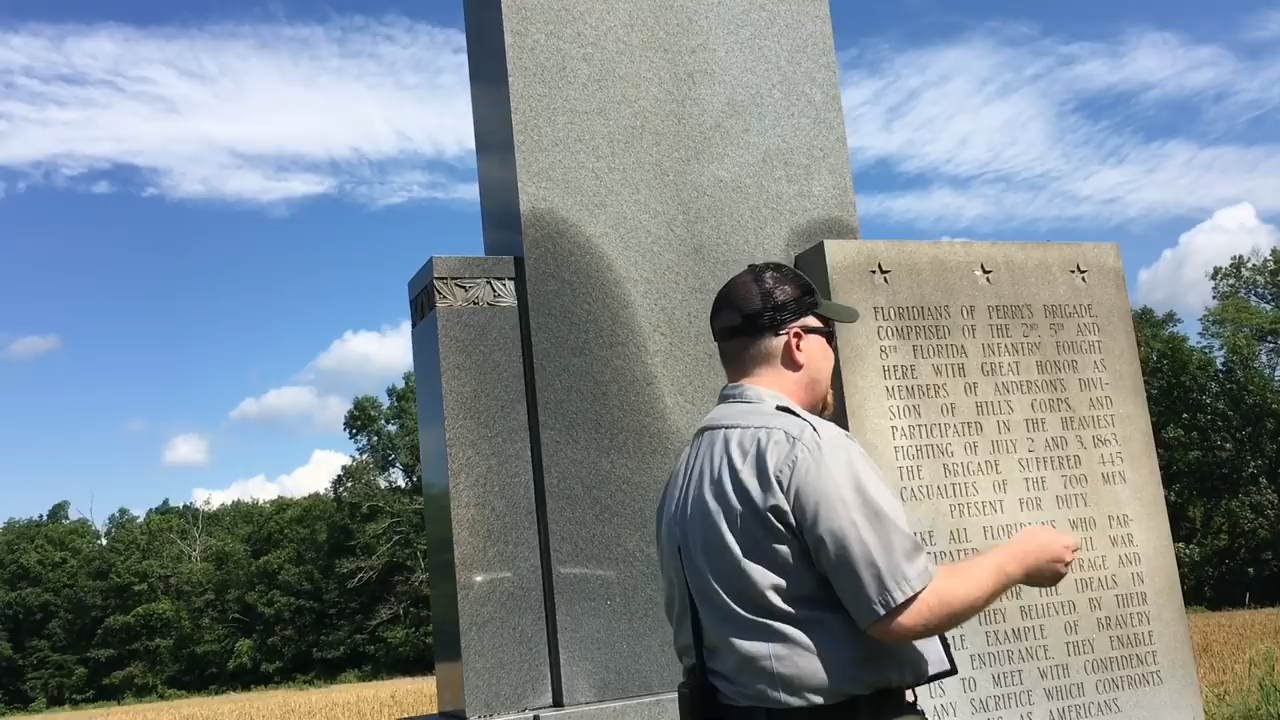 FLORIDIANS OF PERRY'S BRIGADE,
COMPRISED OF THE 2ND, 5TH AND
8TH FLORIDA INFANTRY FOUGHT
HERE WITH GREAT HONOR AS
MEMBERS OF ANDERSON'S DIVI-
SION OF HILL'S CORPS, AND
PARTICIPATED IN THE HEAVIEST
FIGHTING OF JULY 2 AND 3, 1863.
THE BRIGADE SUFFERED 445
CASUALTIES OF THE 700 MEN
PRESENT FOR DUTY.
ALL FLORIDIANS WHO PAR-
WAR,
AND
THE IDEALS IN
THEY BELIEVED. BY THEIR
EXAMPLE OF BRAVERY
ENDURANCE, THEY ENABLE
US TO MEET WITH CONFIDENCE
ANY SACRIFICE WHICH CONFRONTS
AS AMERICANS.